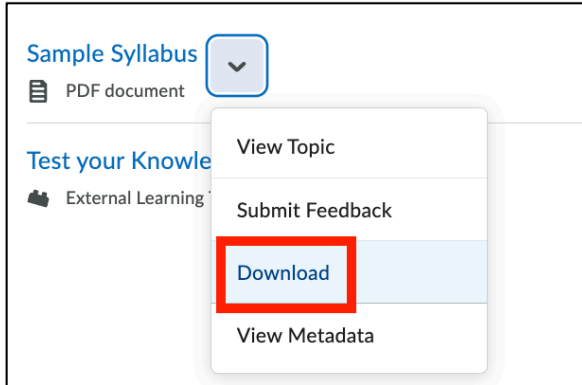 Sample Syllabus
PDF document
View Topic
Test your Knowle
External Learning
Submit Feedback
Download
View Metadata